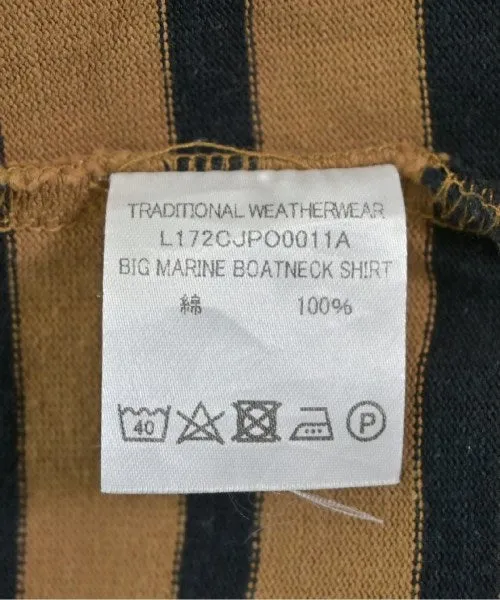 TRADITIONAL WEATHERWEAR
L172CJPO0011A
BIG MARINE BOATNECK SHIRT
綿 100%
40 P